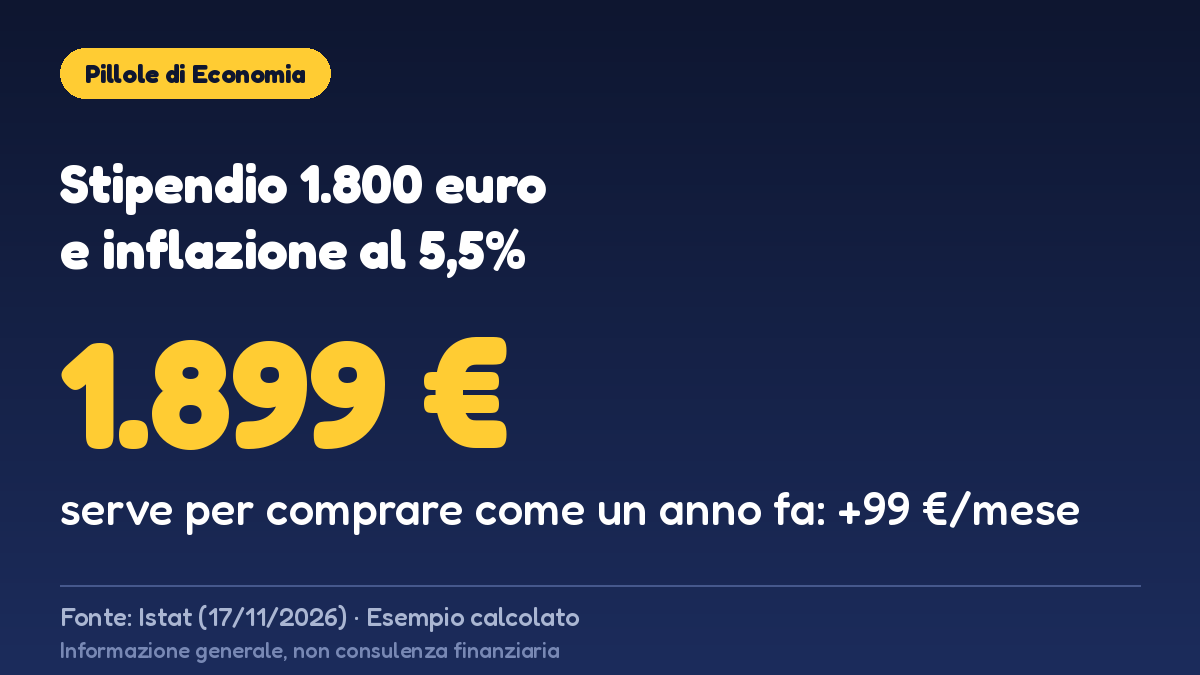 Pillole di Economia
Stipendio 1.800 euro
e inflazione al 5,5%
1.899 €
serve per comprare come un anno fa: +99 €/mese
Fonte: Istat (17/11/2026) · Esempio calcolato
Informazione generale, non consulenza finanziaria